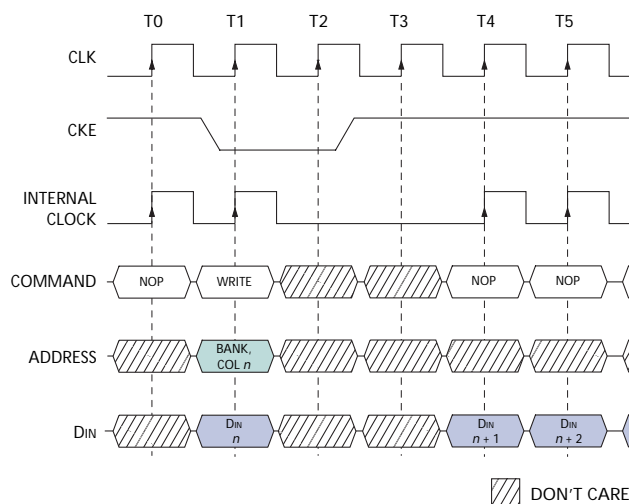 T0 T1 T2 T3 T4 T5
CLK
CKE
INTERNAL
CLOCK
COMMAND NOP WRITE NOP NOP
ADDRESS BANK,
COL n
DIN DIN
n DIN
n + 1 DIN
n + 2
DON'T CARE